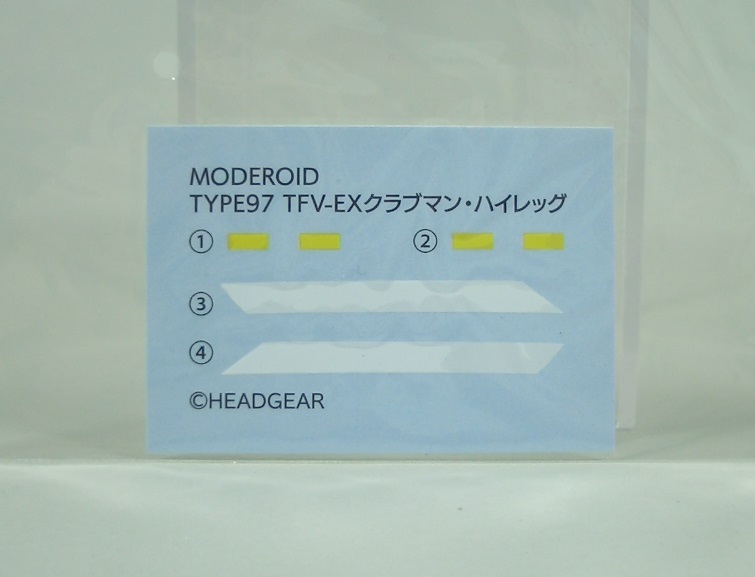 MODEROID
TYPE97 TFV-EXクラブマン・ハイレッグ
① ②
③
④
©HEADGEAR